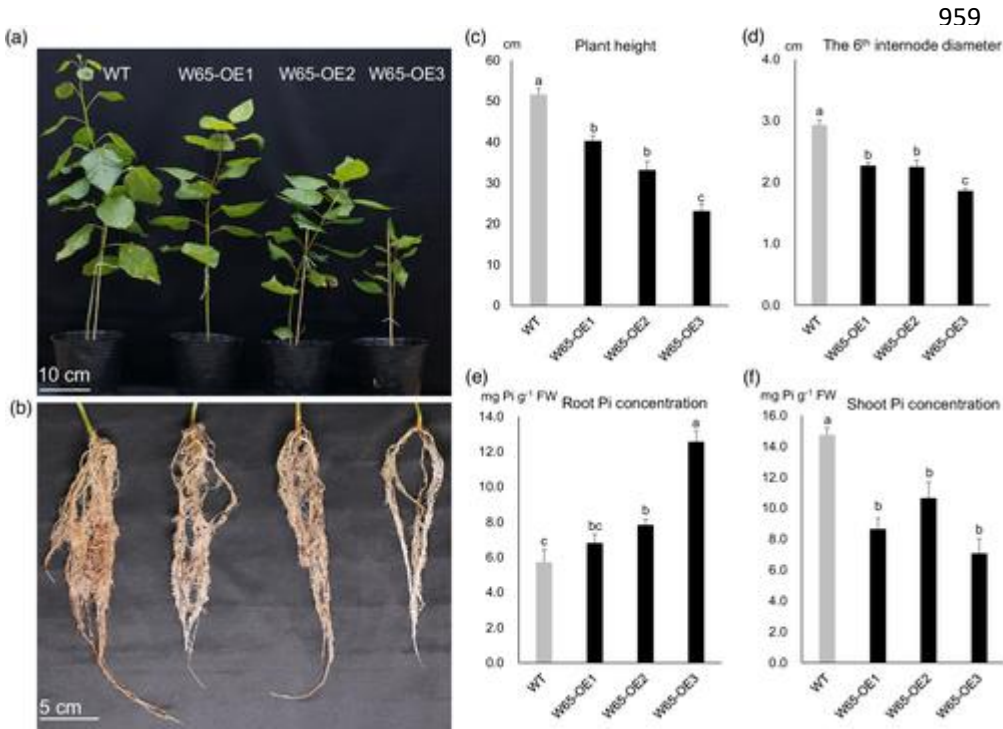 959
(a)
WT W65-OE1 W65-OE2 W65-OE3
10 cm
(b)
5 cm
(c)
cm Plant height
60
50
40
30
20
10
0
a
b
b
c
WT W65-OE1 W65-OE2 W65-OE3
(d)
cm The 6th internode diameter
4.0
3.0
2.0
1.0
0.0
a
b
b
c
WT W65-OE1 W65-OE2 W65-OE3
(e)
mg Pi g-1 FW Root Pi concentration
14.0
12.0
10.0
8.0
6.0
4.0
2.0
0.0
c
bc
b
a
WT W65-OE1 W65-OE2 W65-OE3
(f)
mg Pi g-1 FW Shoot Pi concentration
16.0
14.0
12.0
10.0
8.0
6.0
4.0
2.0
0.0
a
b
b
b
WT W65-OE1 W65-OE2 W65-OE3